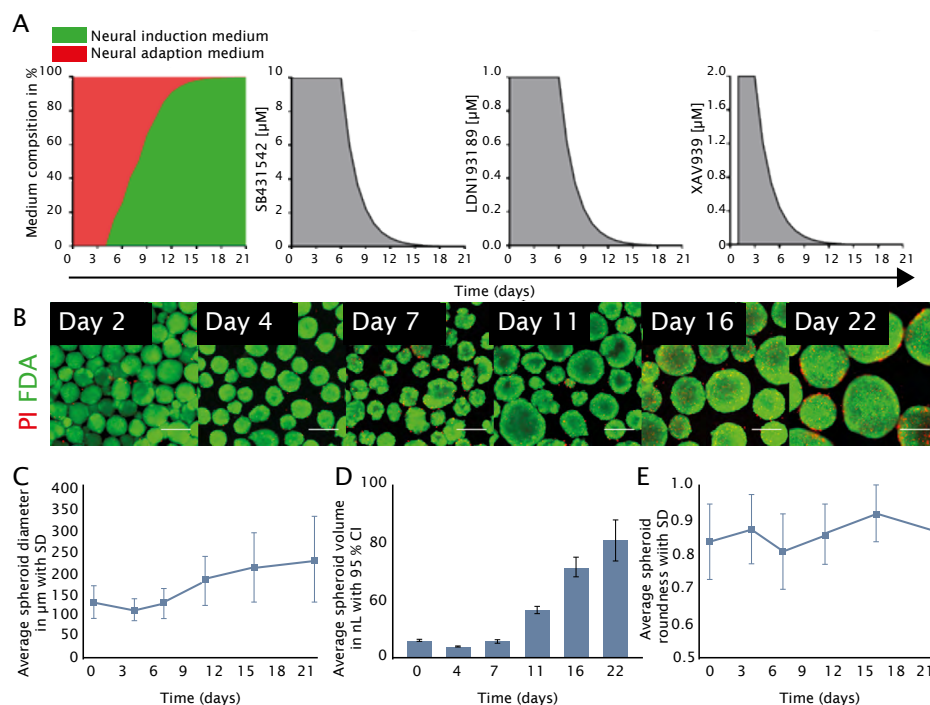 A
Neural induction medium
Neural adaption medium
Medium compsition in %
100
80
60
40
20
0
0 3 6 9 12 15 18 21
SB431542 [µM]
10
8
6
4
2
0
0 3 6 9 12 15 18 21
LDN193189 [µM]
1.0
0.8
0.6
0.4
0.2
0.0
0 3 6 9 12 15 18 21
XAV939 [µM]
2.0
1.6
1.2
0.8
0.4
0
0 3 6 9 12 15 18 21
Time (days)
B
PI FDA
Day 2
Day 4
Day 7
Day 11
Day 16
Day 22
C
Average spheroid diameter
in µm with SD
400
350
300
250
200
150
100
50
0
0 3 6 9 12 15 18 21
Time (days)
D
Average spheroid volume
in nL with 95 % CI
100
80
60
80
0
0 4 7 11 16 22
Time (days)
E
Average spheroid
roundness with SD
1.0
0.9
0.8
0.7
0.6
0.5
0 3 6 9 12 15 18 21
Time (days)